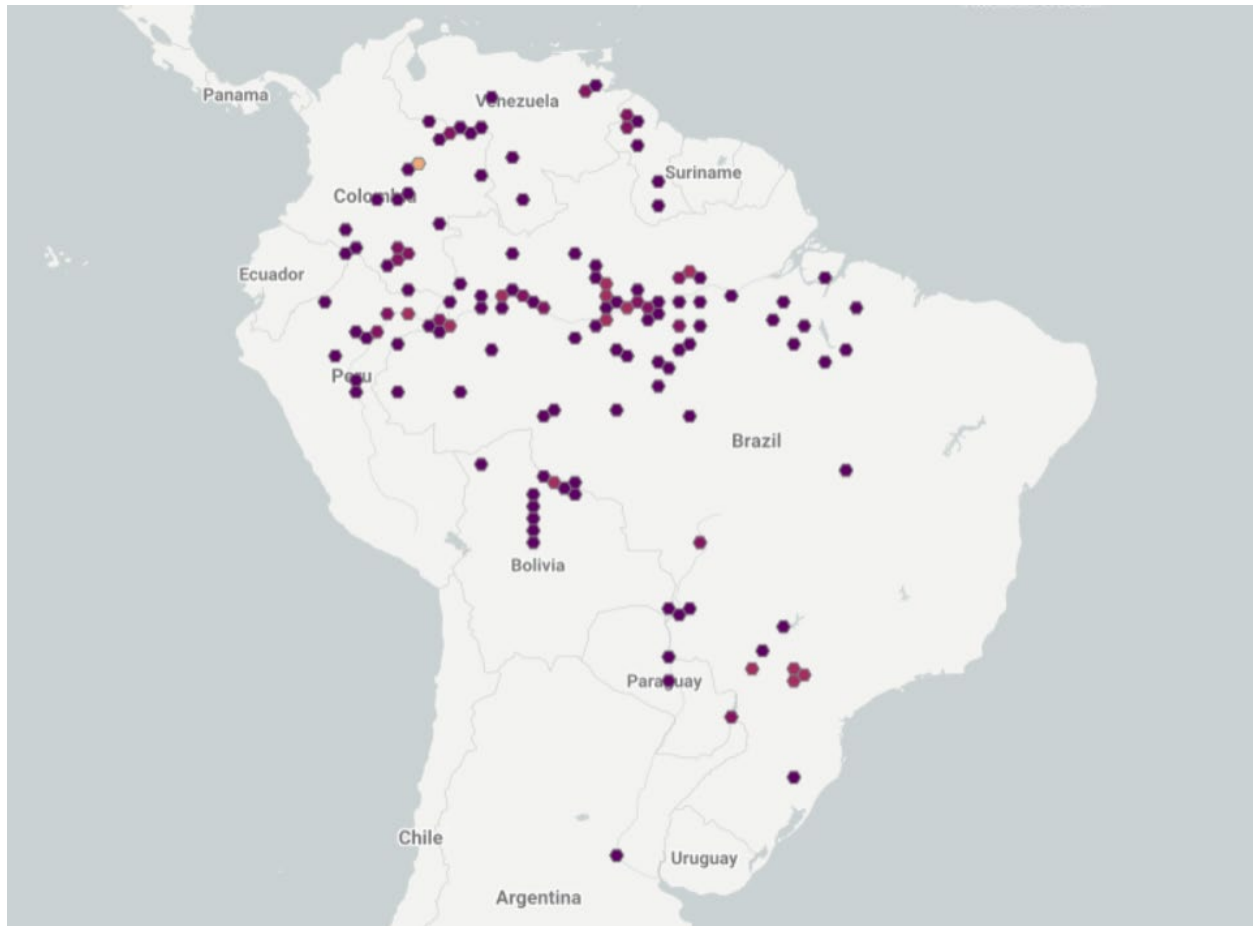 Panama
Venezuela
Suriname
Colombia
Ecuador
Peru
Brazil
Bolivia
Paraguay
Chile
Uruguay
Argentina